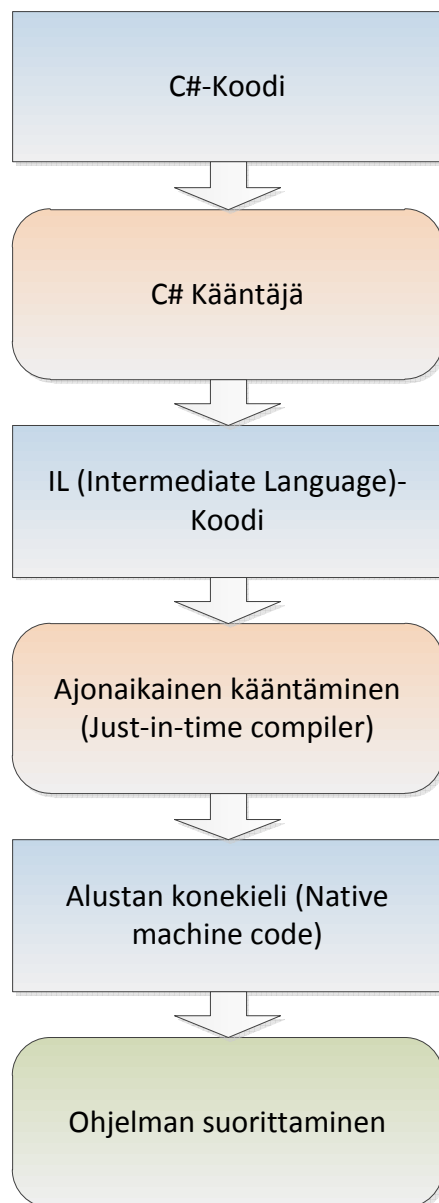 C#-Koodi
C# Kääntäjä
IL (Intermediate Language)-
Koodi
Ajonaikainen kääntäminen
(Just-in-time compiler)
Alustan konekieli (Native
machine code)
Ohjelman suorittaminen